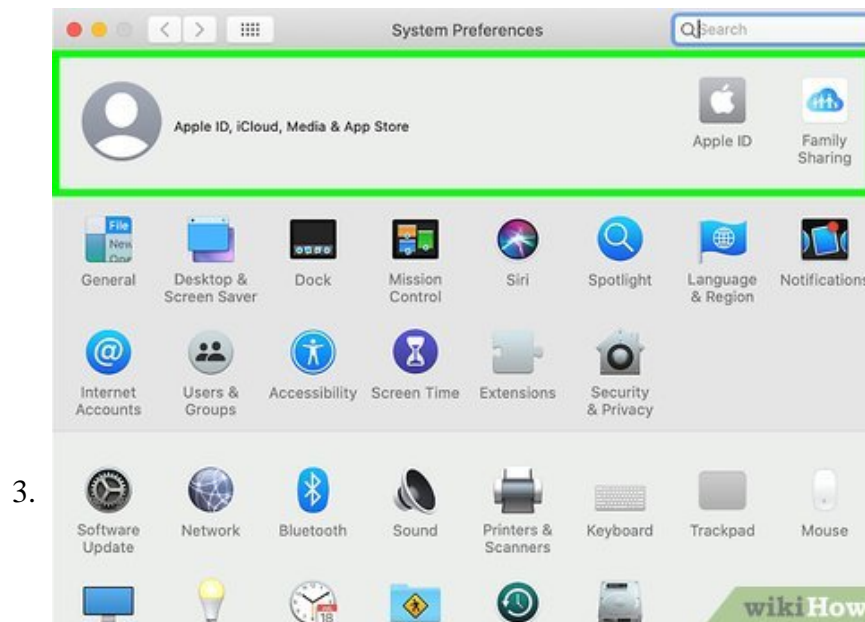 System Preferences
Search
Apple ID, iCloud, Media & App Store
Apple ID
Family
Sharing
File
New
Ope
General
Desktop &
Screen Saver
Dock
Mission
Control
Siri
Spotlight
Language
& Region
Notifications
Internet
Accounts
Users &
Groups
Accessibility
Screen Time
Extensions
Security
& Privacy
3.
Software
Update
Network
Bluetooth
Sound
Printers &
Scanners
Keyboard
Trackpad
Mouse
18
wikiHow